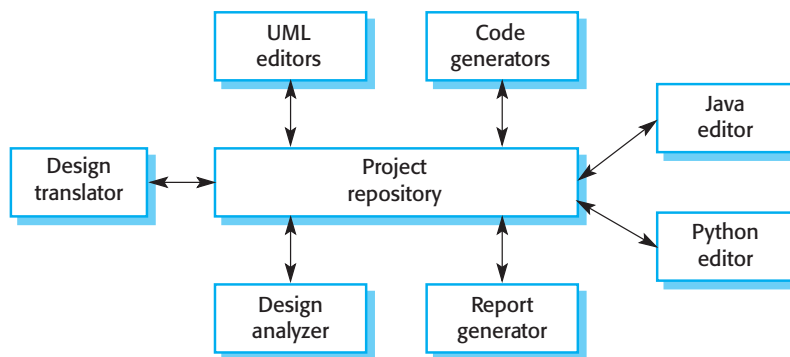 UML
editors
Code
generators
Java
editor
Design
translator
Project
repository
Python
editor
Design
analyzer
Report
generator